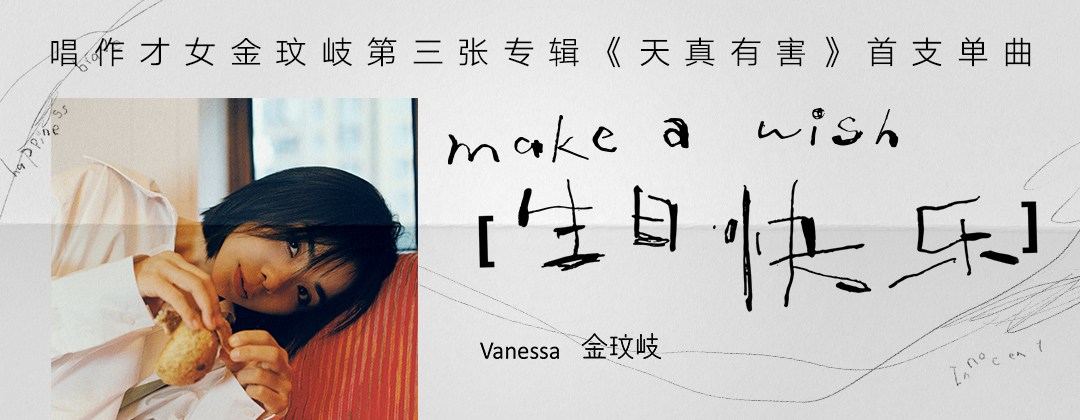 唱作才女金玟岐第三张专辑《天真有害》首支单曲
big
happiness
make a wish
[生日快乐]
Vanessa 金玟岐
Innocent